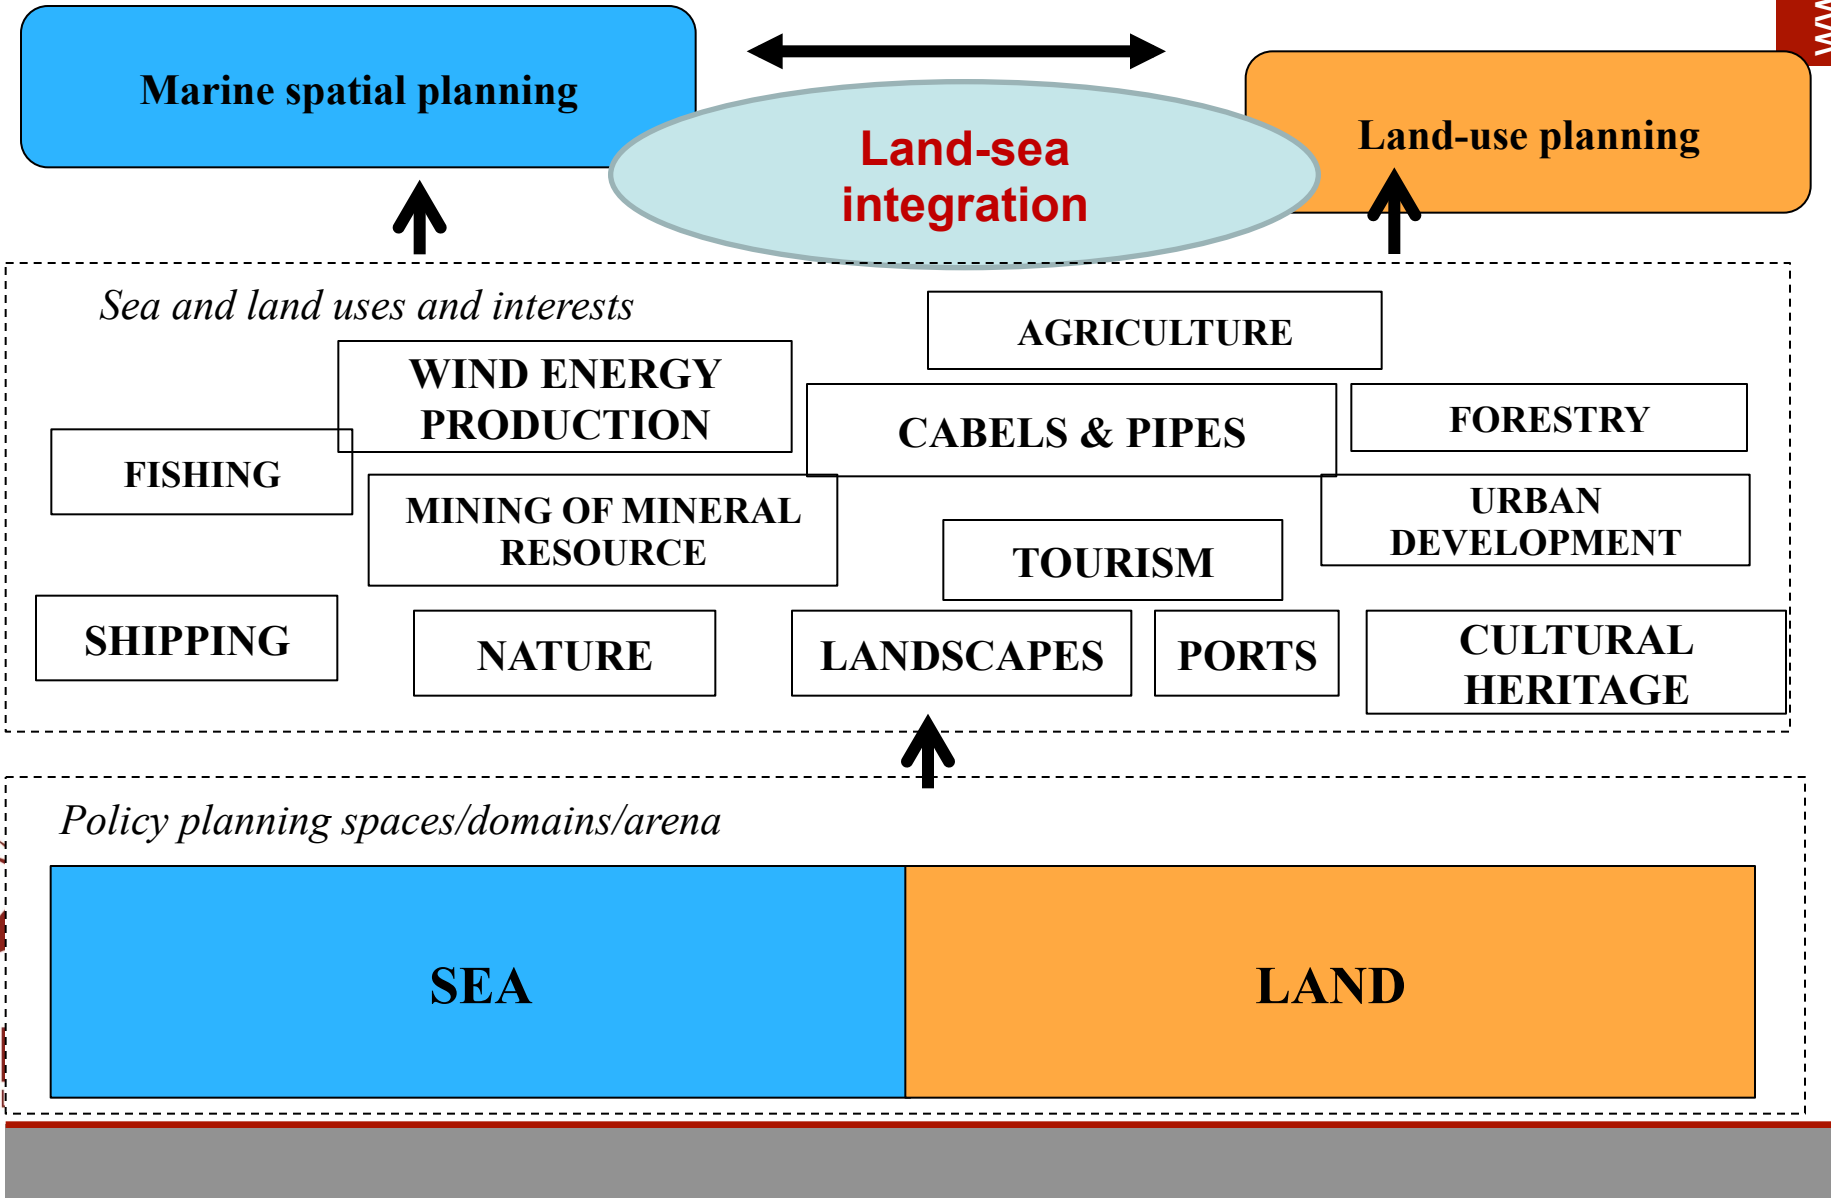 Marine spatial planning
Land-sea
integration
Land-use planning
Sea and land uses and interests
AGRICULTURE
WIND ENERGY
PRODUCTION
CABELS & PIPES
FORESTRY
FISHING
MINING OF MINERAL
RESOURCE
URBAN
DEVELOPMENT
TOURISM
SHIPPING
NATURE
LANDSCAPES
PORTS
CULTURAL
HERITAGE
Policy planning spaces/domains/arena
SEA
LAND